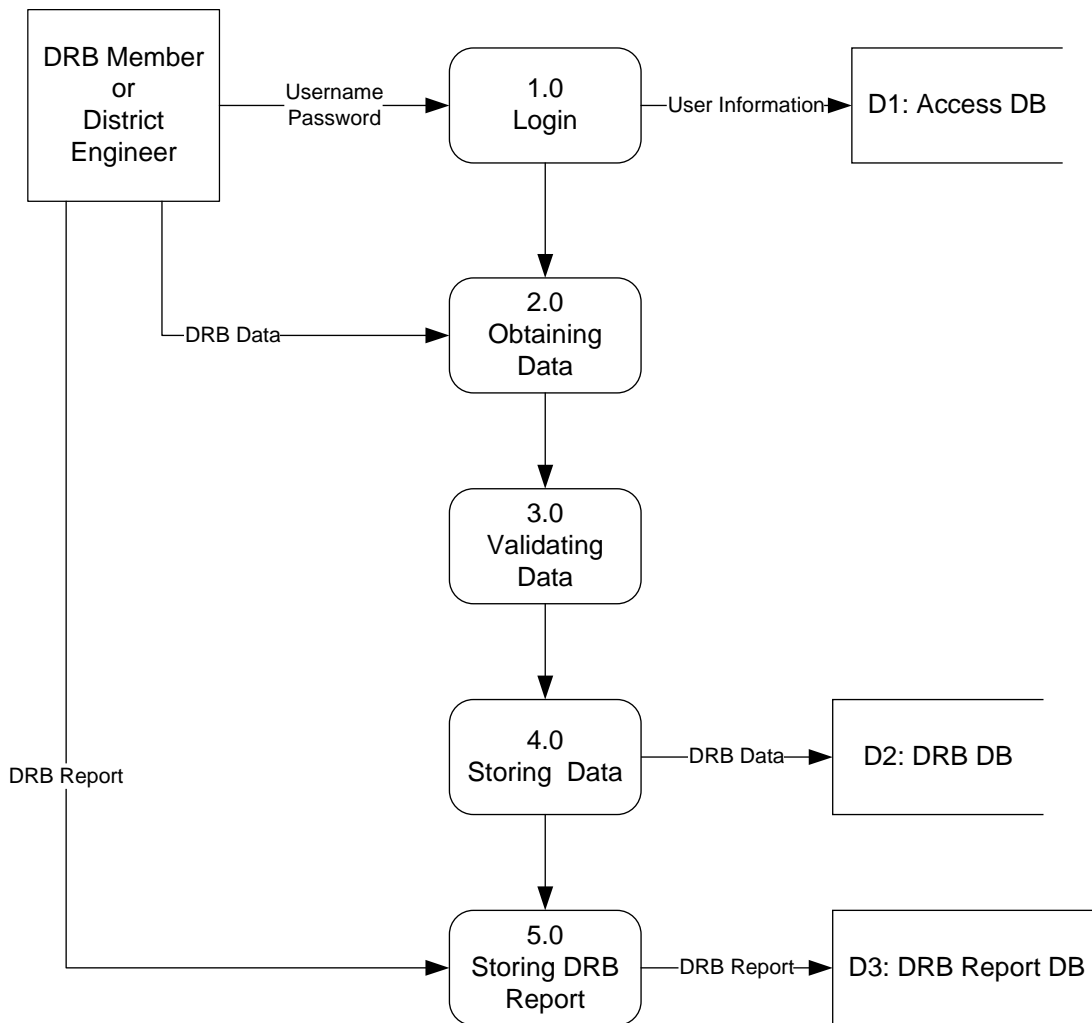 DRB Member
or
District
Engineer
Username
Password
1.0
Login
User Information
D1: Access DB
DRB Data
2.0
Obtaining
Data
3.0
Validating
Data
4.0
Storing Data
DRB Data
D2: DRB DB
DRB Report
5.0
Storing DRB
Report
DRB Report
D3: DRB Report DB